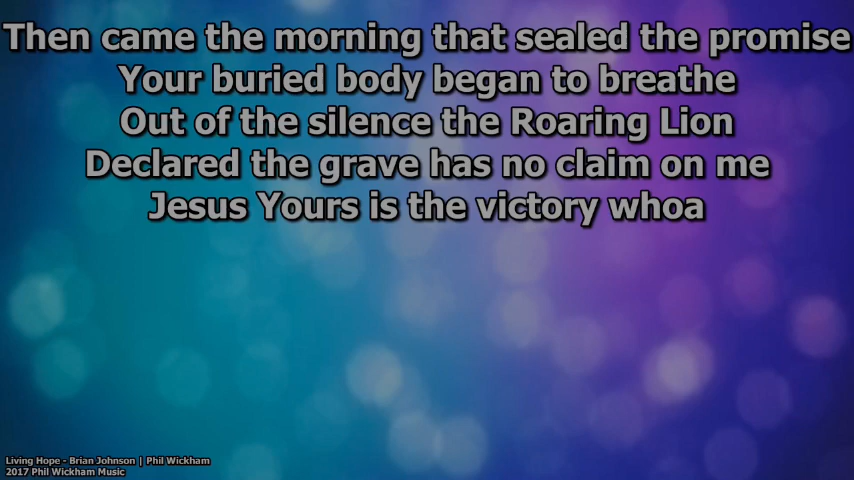 Then came the morning that sealed the promise
Your buried body began to breathe
Out of the silence the Roaring Lion
Declared the grave has no claim on me
Jesus Yours is the victory whoa
Living Hope - Brian Johnson | Phil Wickham
2017 Phil Wickham Music